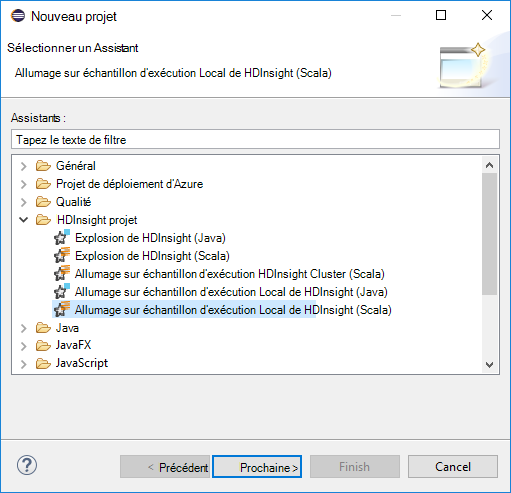 Nouveau projet
Sélectionner un Assistant
Allumage sur échantillon d'exécution Local de HDInsight (Scala)
Assistants :
Tapez le texte de filtre
Général
Projet de déploiement d'Azure
Qualité
HDInsight projet
Explosion de HDInsight (Java)
Explosion de HDInsight (Scala)
Allumage sur échantillon d'exécution HDInsight Cluster (Scala)
Allumage sur échantillon d'exécution Local de HDInsight (Java)
Allumage sur échantillon d'exécution Local de HDInsight (Scala)
Java
JavaFX
JavaScript
? < Précédent Prochaine > Finish Cancel